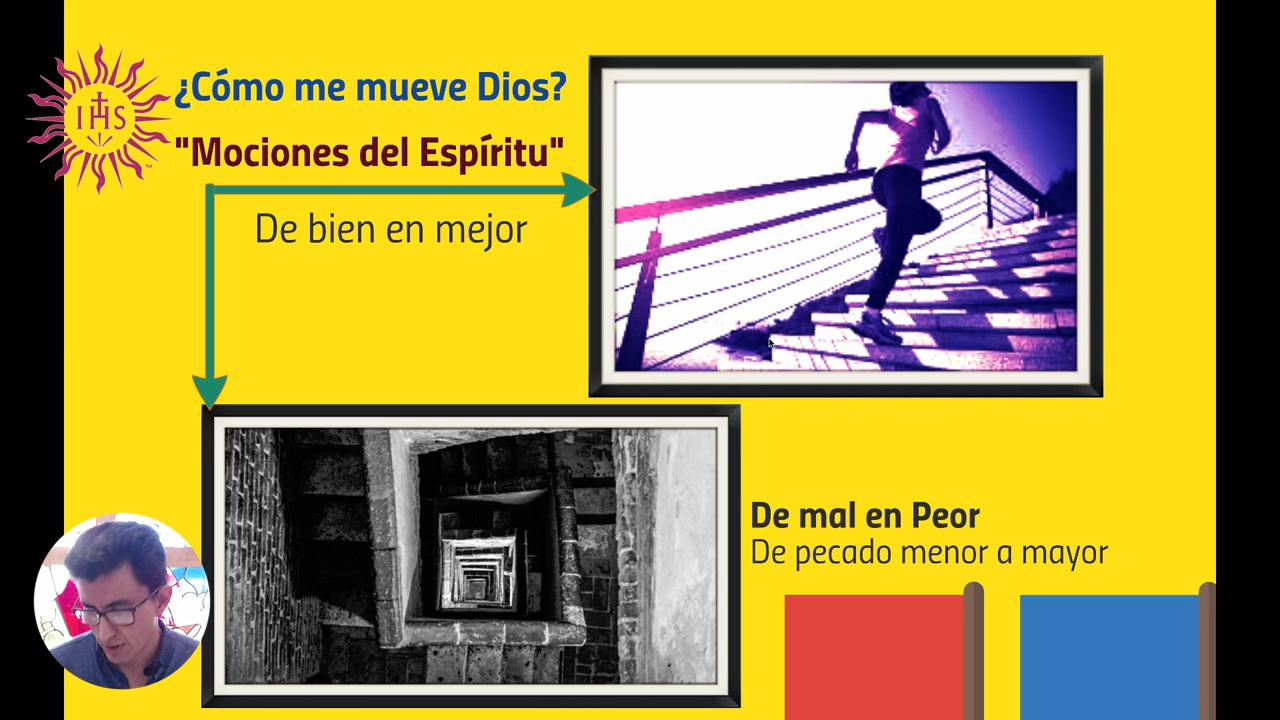 IHS
¿Cómo me mueve Dios?
"Mociones del Espíritu"
De bien en mejor
De mal en Peor
De pecado menor a mayor